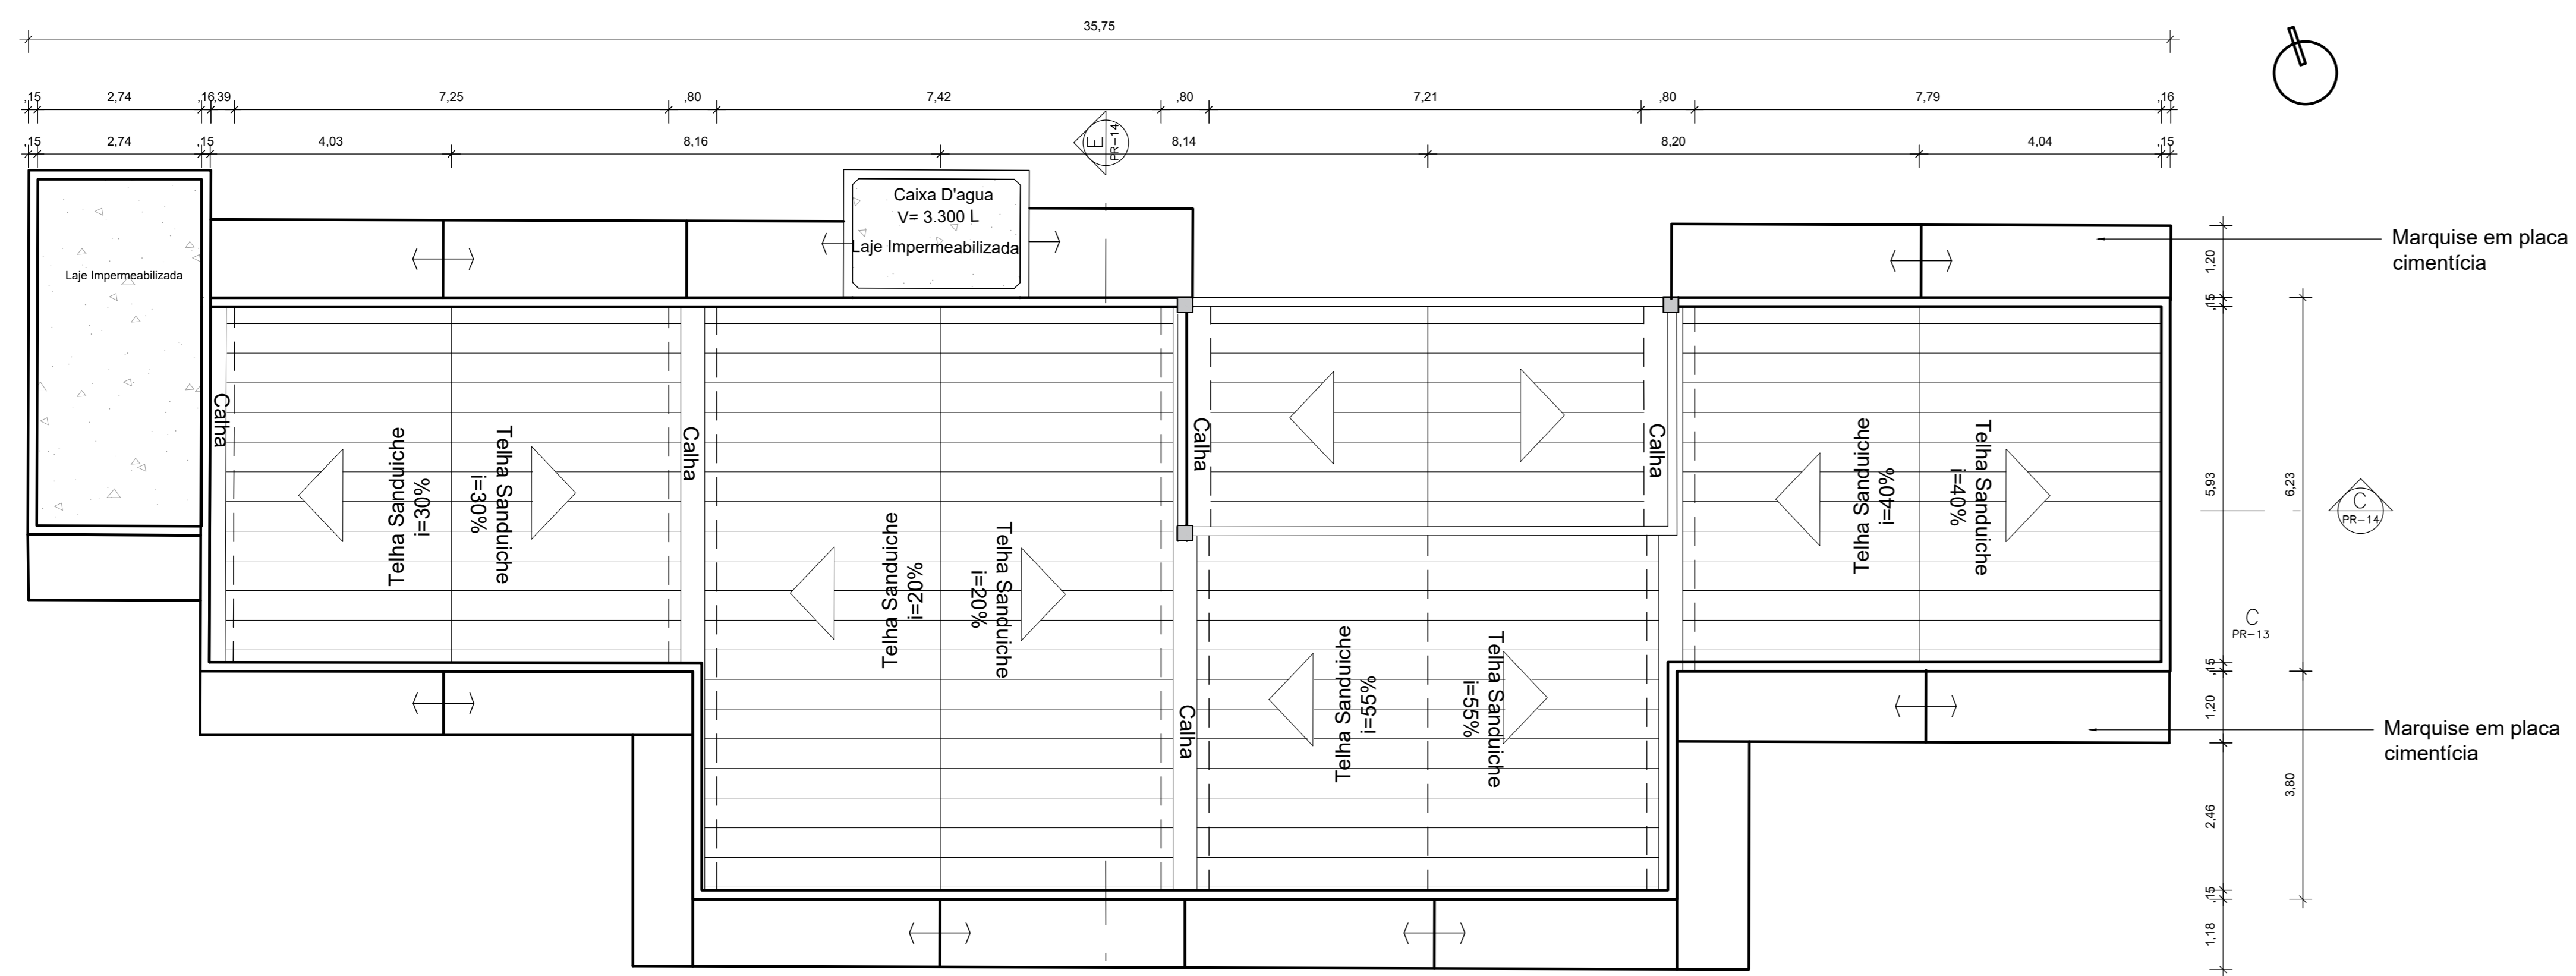 35,75
,15
2,74
,16
,39
7,25
,80
7,42
,80
7,21
,80
7,79
,16
,15
2,74
,15
4,03
8,16
8,14
8,20
4,04
,15
E
PR-14
Caixa D'agua
V= 3.300 L
Laje Impermeabilizada
Laje Impermeabilizada
Marquise em placa
cimentícia
1,20
,15
5,93
6,23
,15
1,20
2,46
3,80
,15
1,18
C
PR-14
C
PR-13
Calha
Telha Sanduiche
i=30%
Telha Sanduiche
i=30%
Calha
Telha Sanduiche
i=20%
Telha Sanduiche
i=20%
Calha
Calha
Calha
Telha Sanduiche
i=55%
Telha Sanduiche
i=55%
Telha Sanduiche
i=40%
Telha Sanduiche
i=40%
Marquise em placa
cimentícia